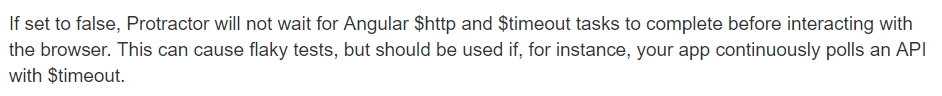 If set to false, Protractor will not wait for Angular $http and $timeout tasks to complete before interacting with
the browser. This can cause flaky tests, but should be used if, for instance, your app continuously polls an API
with $timeout.